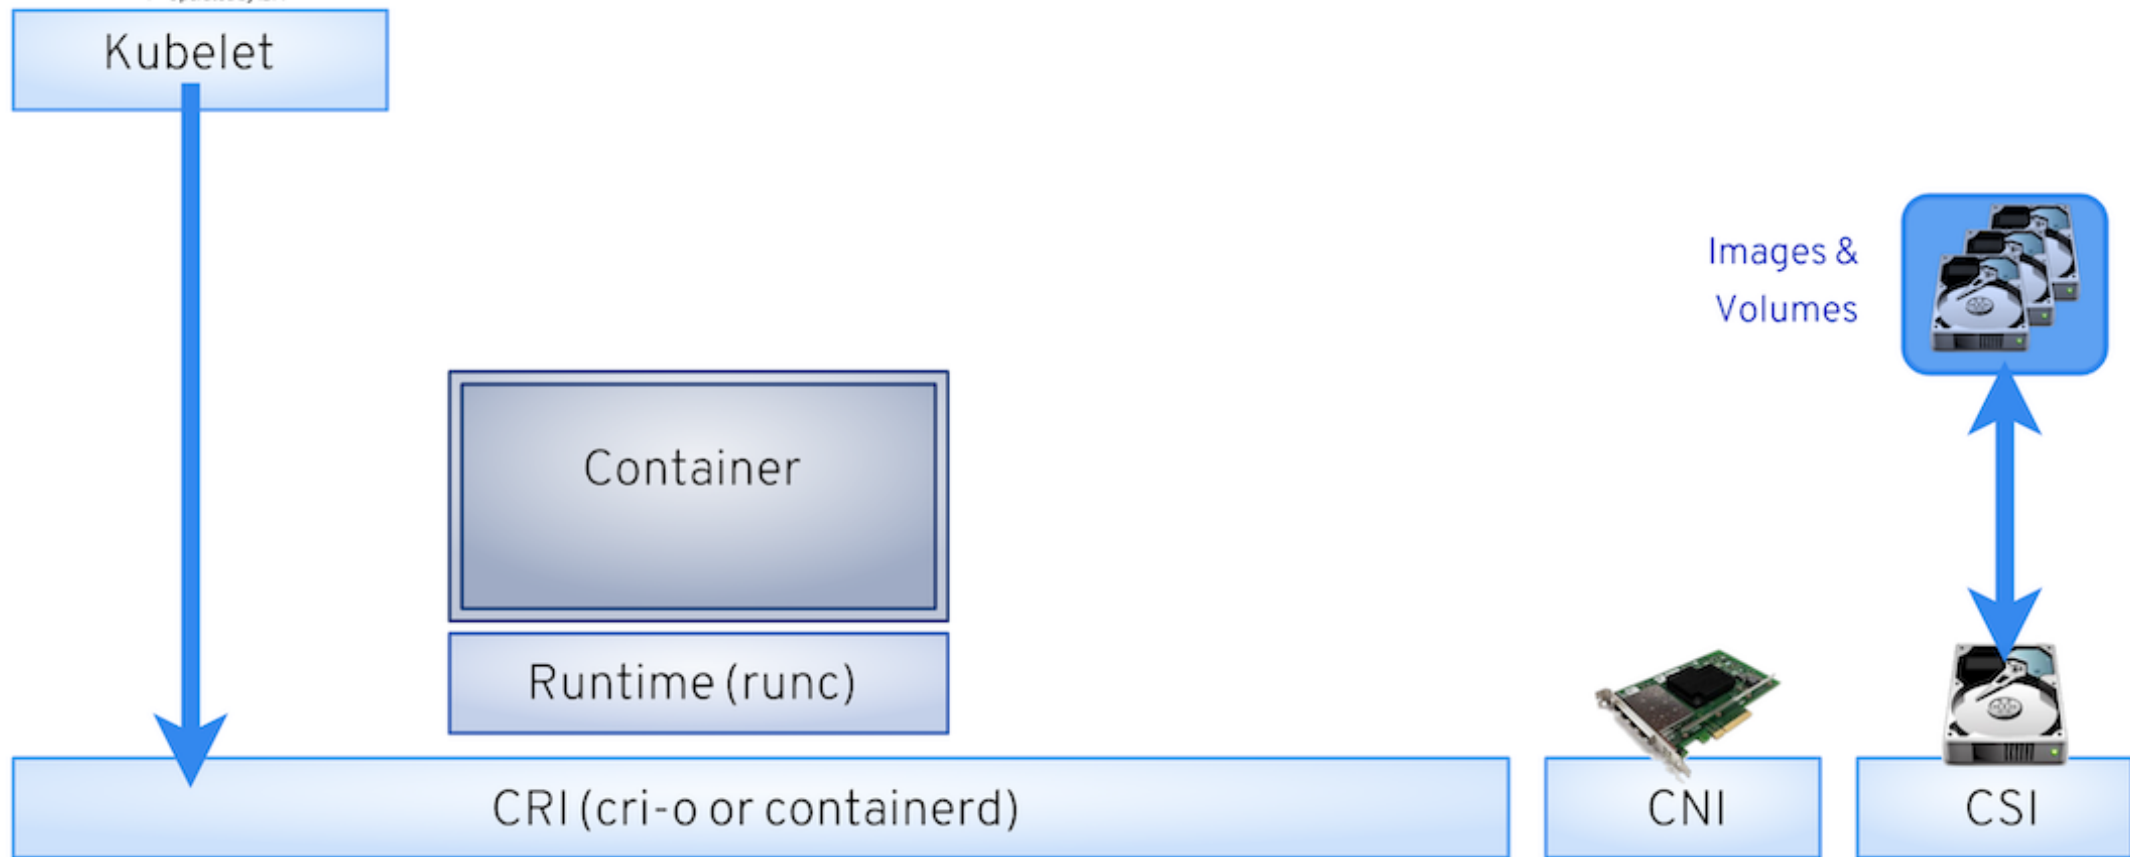 Kubelet
Images &
Volumes
Container
Runtime (runc)
CRI (cri-o or containerd)
CNI
CSI